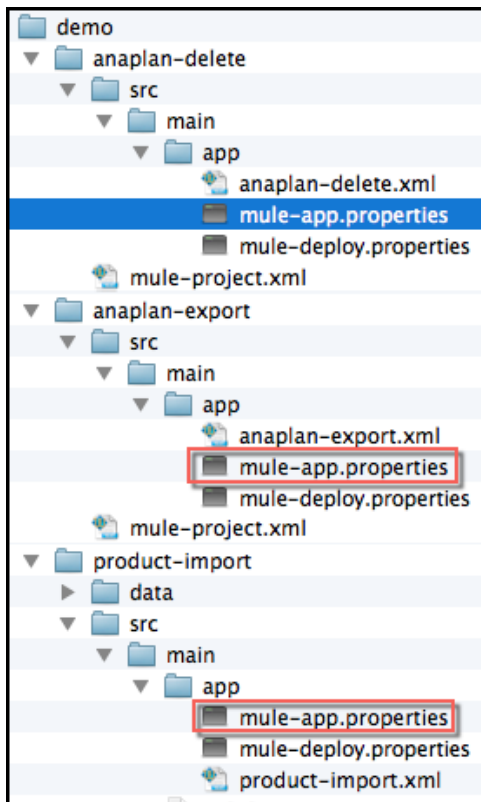 demo
anaplan-delete
src
main
app
anaplan-delete.xml
mule-app.properties
mule-deploy.properties
mule-project.xml
anaplan-export
src
main
app
anaplan-export.xml
mule-app.properties
mule-deploy.properties
mule-project.xml
product-import
data
src
main
app
mule-app.properties
mule-deploy.properties
product-import.xml